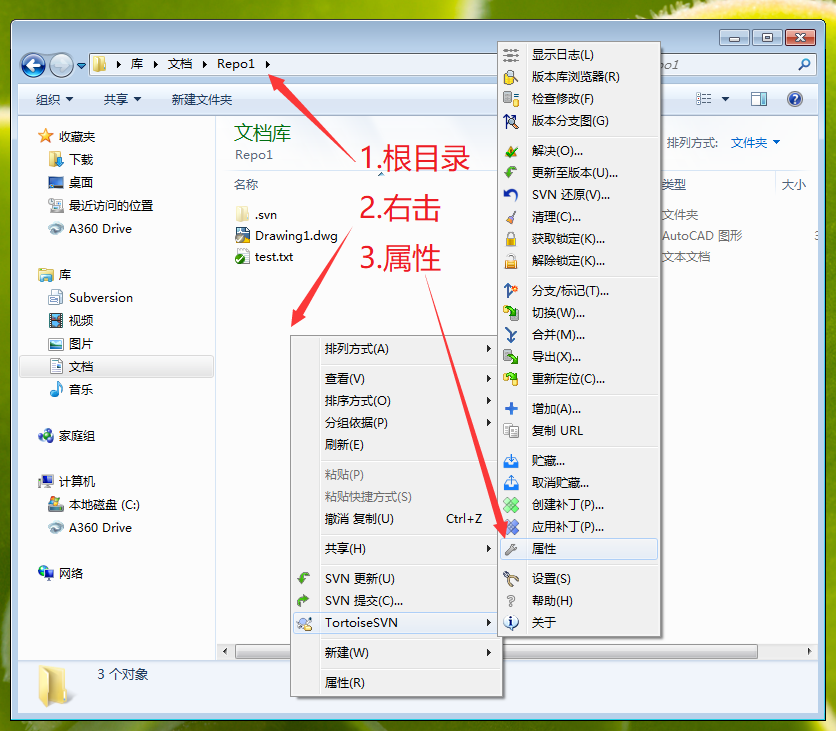 库 文档 Repo1
po1
组织 共享 新建文件夹
收藏夹
下载
桌面
最近访问的位置
A360 Drive
库
Subversion
视频
图片
文档
音乐
家庭组
计算机
本地磁盘 (C:)
A360 Drive
网络
文档库
Repo1
排列方式: 文件夹
名称
类型
大小
.svn
文件夹
Drawing1.dwg
AutoCAD 图形
3
test.txt
文本文档
1.根目录
2.右击
3.属性
排列方式(A)
查看(V)
排序方式(O)
分组依据(P)
刷新(E)
粘贴(P)
粘贴快捷方式(S)
撤消 复制(U) Ctrl+Z
共享(H)
SVN 更新(U)
SVN 提交(C)...
TortoiseSVN
新建(W)
属性(R)
显示日志(L)
版本库浏览器(R)
检查修改(F)
版本分支图(G)
解决(O)...
更新至版本(U)...
SVN 还原(V)...
清理(C)...
获取锁定(K)...
解除锁定(K)...
分支/标记(T)...
切换(W)...
合并(M)...
导出(X)...
重新定位(C)...
增加(A)...
复制 URL
贮藏...
取消贮藏...
创建补丁(P)...
应用补丁(P)...
属性
设置(S)
帮助(H)
关于
3 个对象